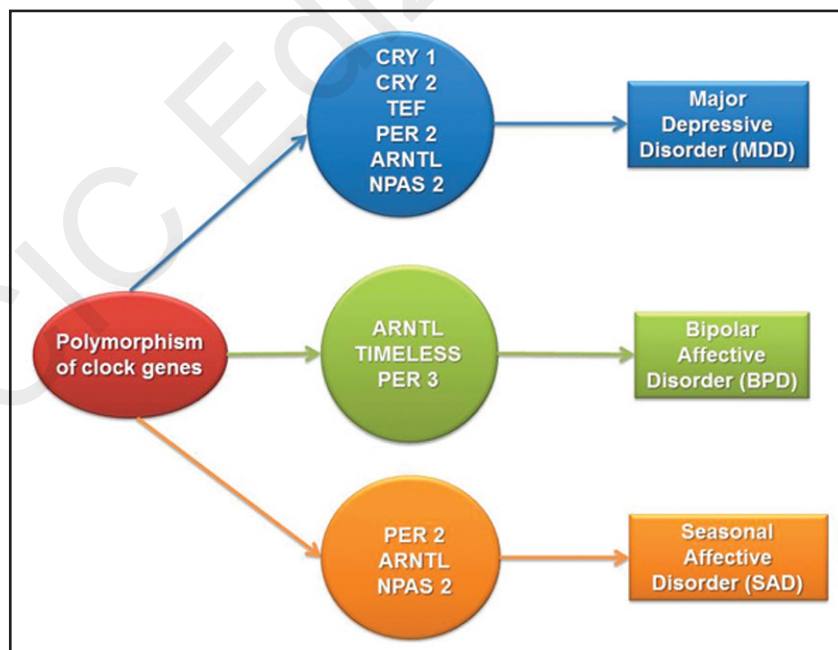 CRY 1
CRY 2
TEF
PER 2
ARNTL
NPAS 2
Major
Depressive
Disorder (MDD)
Polymorphism
of clock genes
ARNTL
TIMELESS
PER 3
Bipolar
Affective
Disorder (BPD)
PER 2
ARNTL
NPAS 2
Seasonal
Affective
Disorder (SAD)